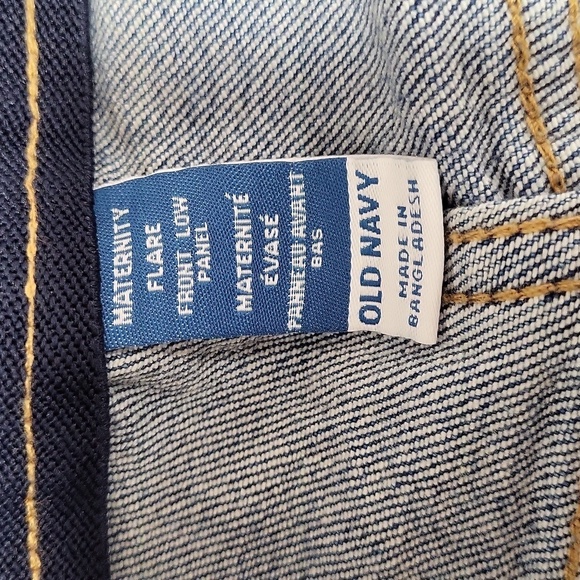 MATERNITY
FLARE
FRONT LOW
PANEL
MATERNITÉ
ÉVASÉ
PANNEAU AVANT
BAS
OLD NAVY
MADE IN
BANGLADESH